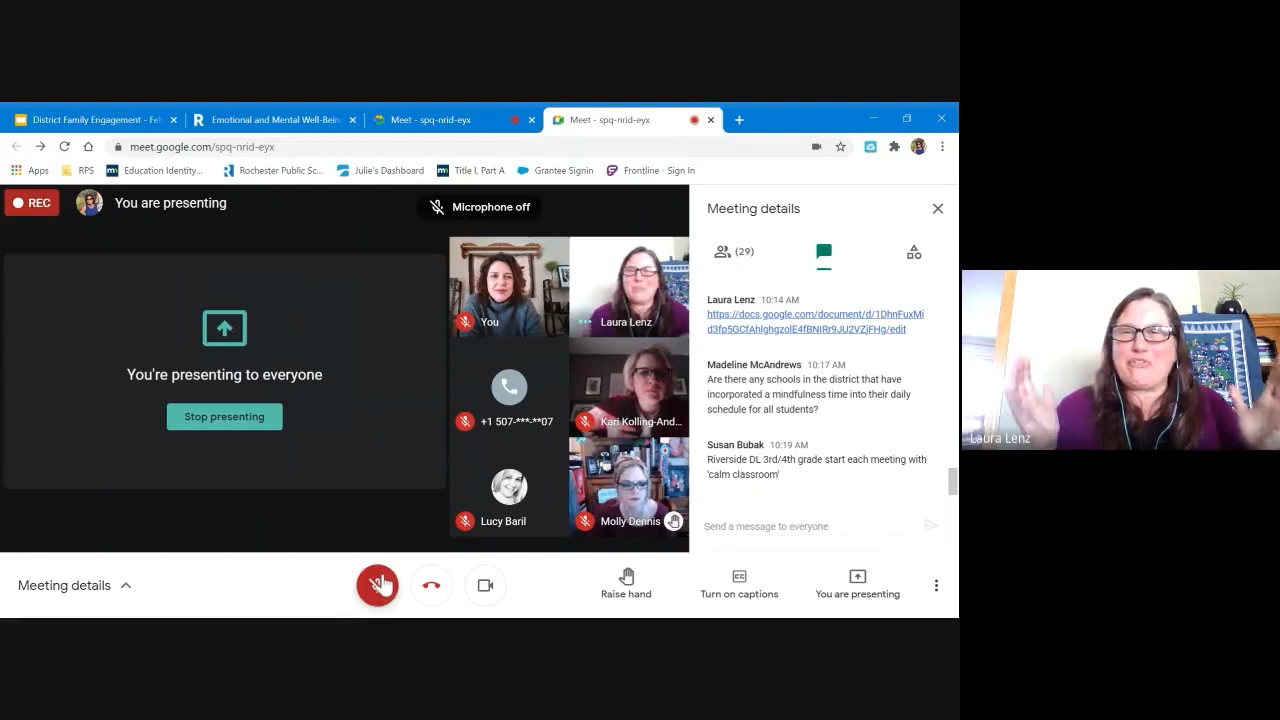 District Family Engagement - Feb
Emotional and Mental Well-Bein
Meet - spq-nrid-eyx
Meet - spq-nrid-eyx
meet.google.com/spq-nrid-eyx
Apps
RPS
Education Identity...
Rochester Public Sc...
Julie's Dashboard
Title I, Part A
Grantee Signin
Frontline - Sign In
REC
You are presenting
Microphone off
You're presenting to everyone
Stop presenting
You
Laura Lenz
+1 507-***-**07
Kari Kolling-And...
Lucy Baril
Molly Dennis
Meeting details
(29)
Laura Lenz 10:14 AM
https://docs.google.com/document/d/1DhnFuxMi
d3fp5GCfAhlghgzolE4fBNIRr9JU2VZjFHg/edit
Madeline McAndrews 10:17 AM
Are there any schools in the district that have
incorporated a mindfulness time into their daily
schedule for all students?
Susan Bubak 10:19 AM
Riverside DL 3rd/4th grade start each meeting with
'calm classroom'
Send a message to everyone
Meeting details
Raise hand
Turn on captions
You are presenting
Laura Lenz